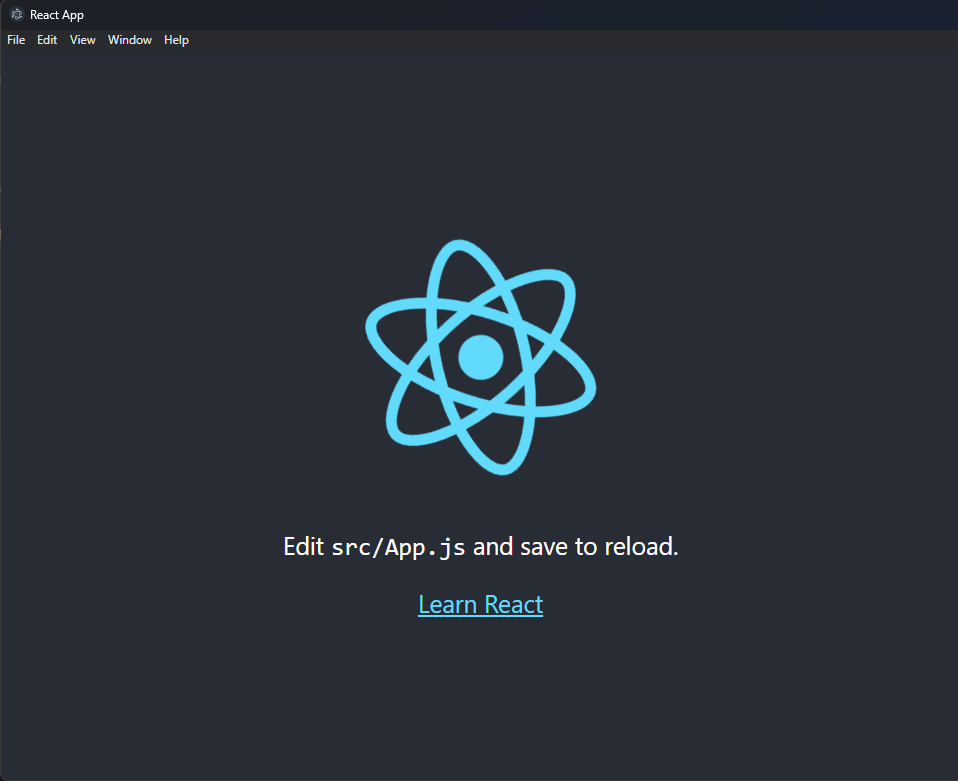 React App
File Edit View Window Help
Edit src/App.js and save to reload.
Learn React